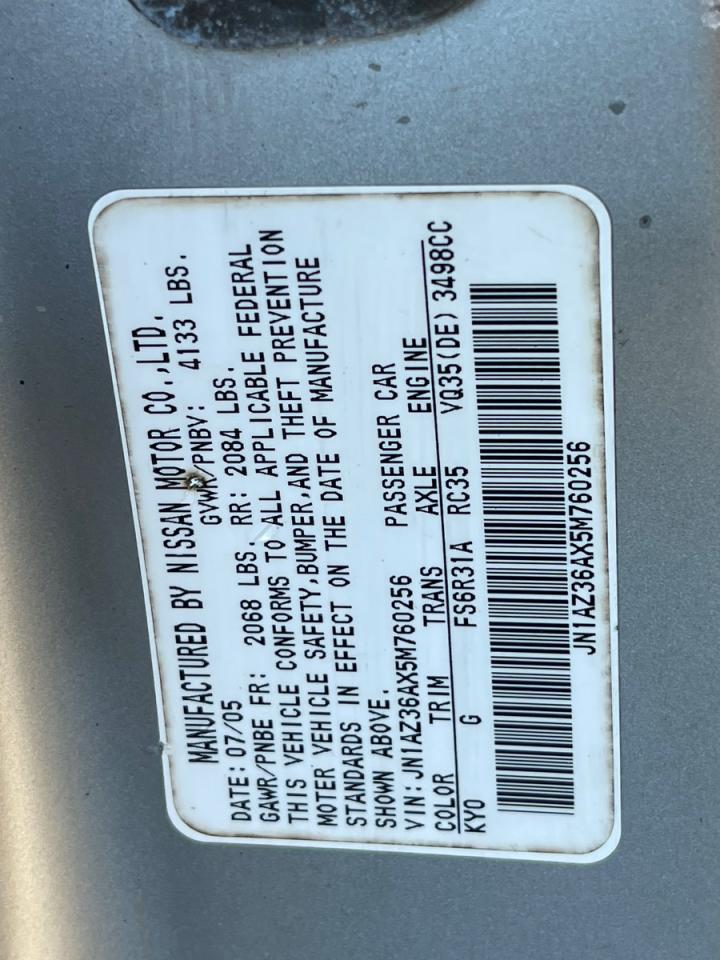 MANUFACTURED BY NISSAN MOTOR CO.,LTD.
DATE: 07/05 GVWR/PNBV: 4133 LBS.
GAWR/PNBE FR: 2068 LBS. RR: 2084 LBS.
THIS VEHICLE CONFORMS TO ALL APPLICABLE FEDERAL
MOTER VEHICLE SAFETY,BUMPER,AND THEFT PREVENTION
STANDARDS IN EFFECT ON THE DATE OF MANUFACTURE
SHOWN ABOVE.
VIN: JN1AZ36AX5M760256 PASSENGER CAR
COLOR TRIM TRANS AXLE ENGINE
KY0 G FS6R31A RC35 VQ35(DE) 3498CC
JN1AZ36AX5M760256